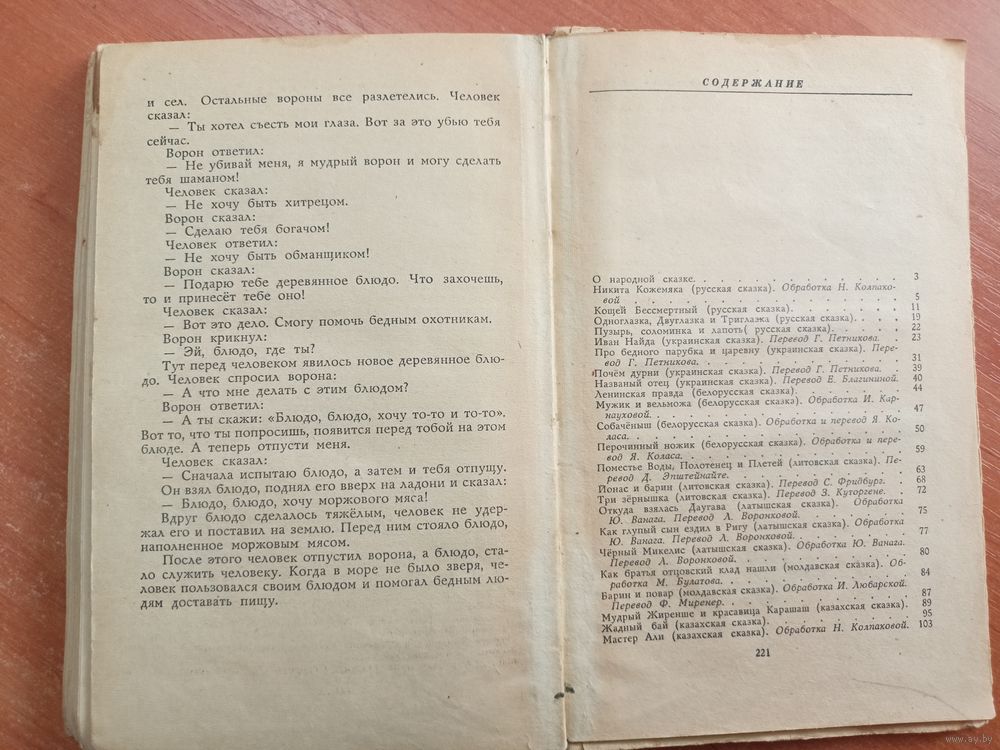 и сел. Остальные вороны все разлетелись. Человек
сказал:
— Ты хотел съесть мои глаза. Вот за это убью тебя
сейчас.
Ворон ответил:
— Не убивай меня, я мудрый ворон и могу сделать
тебя шаманом!
Человек сказал:
— Не хочу быть хитрецом.
Ворон сказал:
— Сделаю тебя богачом!
Человек ответил:
— Не хочу быть обманщиком!
Ворон сказал:
— Подарю тебе деревянное блюдо. Что захочешь,
то и принесёт тебе оно!
Человек сказал:
— Вот это дело. Смогу помочь бедным охотникам.
Ворон крикнул:
— Эй, блюдо, где ты?
Тут перед человеком явилось новое деревянное блю-
до. Человек спросил ворона:
— А что мне делать с этим блюдом?
Ворон ответил:
— А ты скажи: «Блюдо, блюдо, хочу то-то и то-то».
Вот то, что ты попросишь, появится перед тобой на этом
блюде. А теперь отпусти меня.
Человек сказал:
— Сначала испытаю блюдо, а затем и тебя отпущу.
Он взял блюдо, поднял его вверх на ладони и сказал:
— Блюдо, блюдо, хочу моржового мяса!
Вдруг блюдо сделалось тяжёлым, человек не удер-
жал его и поставил на землю. Перед ним стояло блюдо,
наполненное моржовым мясом.
После этого человек отпустил ворона, а блюдо, ста-
ло служить человеку. Когда в море не было зверя, че-
ловек пользовался своим блюдом и помогал бедным лю-
дям доставать пищу.
СОДЕРЖАНИЕ
О народной сказке. . . . . . . . . . . 3
Никита Кожемяка (русская сказка). Обработка Н. Колпако-
вой . . . . . . . . . . . . . . 5
Кощей Бессмертный (русская сказка). . . . . . . 11
Одноглазка, Двуглазка и Триглазка (русская сказка). . . . 19
Пузырь, соломинка и лапоть( русская сказка). . . . . 22
Иван Найда (украинская сказка). Перевод Г. Петникова. . 23
Про бедного парубка и царевну (украинская сказка). Пере-
вод Г. Петникова. . . . . . . . . . . 31
Почём дурни (украинская сказка). Перевод Г. Петникова. . 39
Названый отец (украинская сказка). Перевод Е. Благининой. 40
Ленинская правда (белорусская сказка). . . . . . . 44
Мужик и вельможа (белорусская сказка). Обработка И. Кар-
науховой. . . . . . . . . . . . . 47
Собачёныш (белорусская сказка). Обработка и перевод Я. Ко-
ласа. . . . . . . . . . . . . . 50
Перочинный ножик (белорусская сказка). Обработка и пере-
вод Я. Коласа. . . . . . . . . . . . 59
Поместье Воды, Полотенец и Плетей (литовская сказка). Пе-
ревод Д. Эпштейнайте. . . . . . . . . . 63
Ионас и барин (литовская сказка). Перевод С. Фридбург. . 68
Три зёрнышка (литовская сказка). Перевод З. Куторгене. . 72
Откуда взялась Даугава (латышская сказка). Обработка
Ю. Ванага. Перевод Л. Воронковой. . . . . . . 75
Как глупый сын ездил в Ригу (латышская сказка). Обработка
Ю. Ванага. Перевод Л. Воронковой. . . . . . . 77
Чёрный Микелис (латышская сказка). Обработка Ю. Ванага.
Перевод Л. Воронковой. . . . . . . . . . 80
Как братья отцовский клад нашли (молдавская сказка). Об-
работка М. Булатова. . . . . . . . . . 84
Барин и повар (молдавская сказка). Обработка И. Любарской.
Перевод Ф. Миренер. . . . . . . . . . . 87
Мудрый Жиренше и красавица Карашаш (казахская сказка). 89
Жадный бай (казахская сказка). . . . . . . . 95
Мастер Али (казахская сказка). Обработка Н. Колпаковой. 103
221
www.ay.by